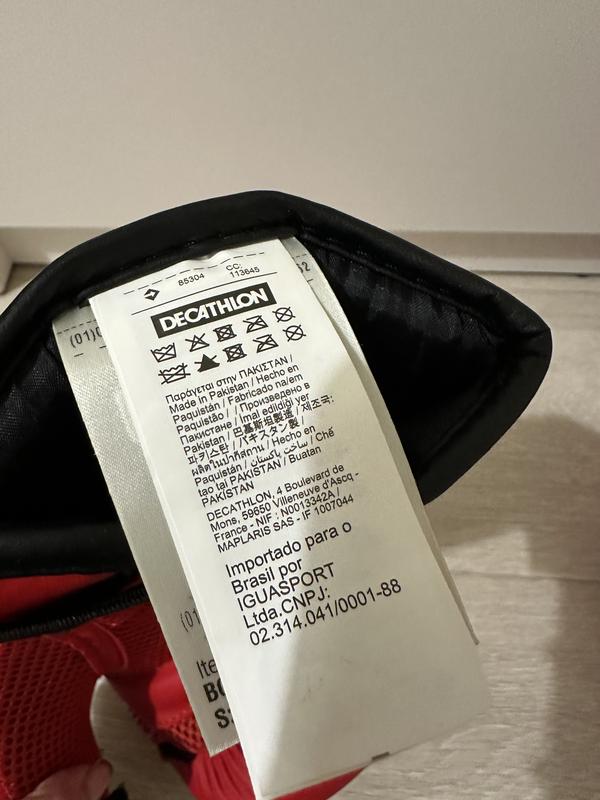 85304 CC:
113645
DECATHLON
Παράγεται στην ΠΑΚΙΣΤΑΝ /
Made in Pakistan / Hecho en
Paquistán / Fabricado na/em
Paquistão / / Произведено в
Пакистане / İmal edildiği yer
Pakistan / 巴基斯坦製造 / 제조국:
파키스탄 / パキスタン製 /
ผลิตในปากีสถาน / Hecho en
Paquistán / ساخت پاکستان / Chế
tạo tại PAKISTAN / Buatan
PAKISTAN
DECATHLON, 4 Boulevard de
Mons, 59650 Villeneuve d'Ascq -
France - NIF : N0013342A /
MAPLARIS SAS - IF 1007044
Importado para o
Brasil por
IGUASPORT
Ltda.CNPJ:
02.314.041/0001-88
(01)
(01)